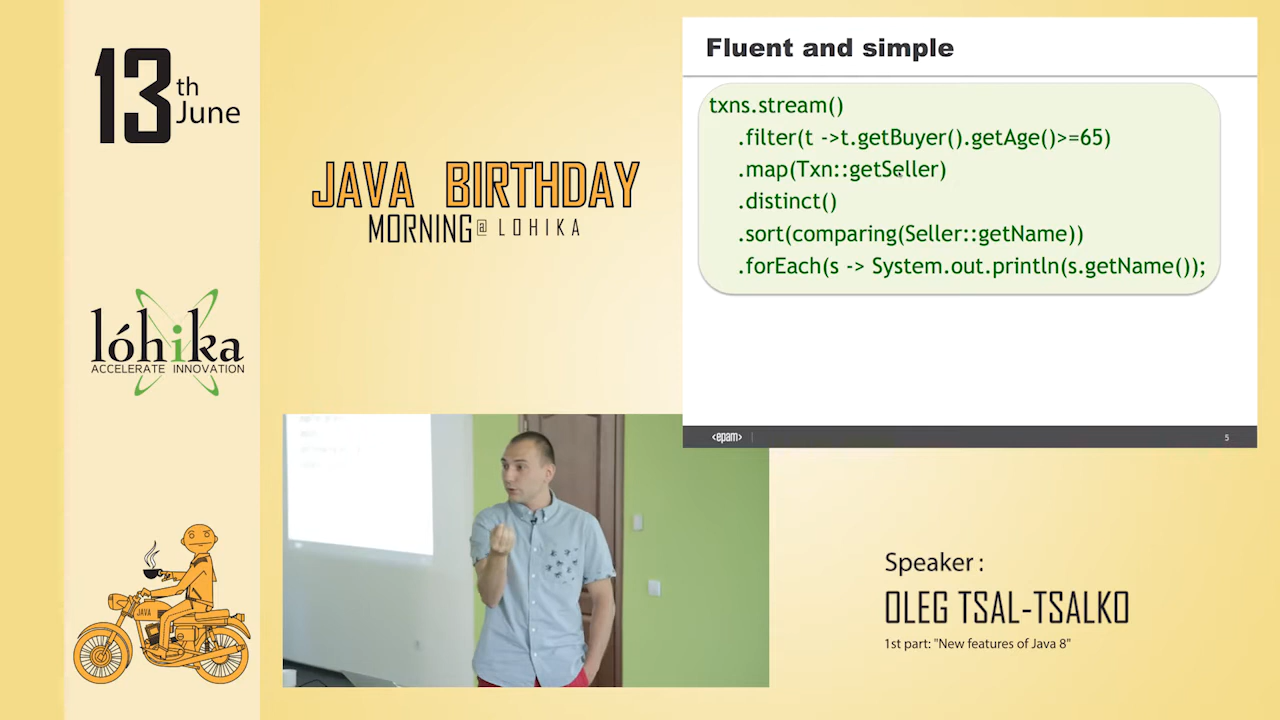 13th
June
JAVA BIRTHDAY
MORNING @ LOHIKA
lóhika
ACCELERATE INNOVATION
JAVA
Fluent and simple
txns.stream()
.filter(t ->t.getBuyer().getAge()>=65)
.map(Txn::getSeller)
.distinct()
.sort(comparing(Seller::getName))
.forEach(s -> System.out.println(s.getName());
<epam>
5
Speaker :
OLEG TSAL-TSALKO
1st part: "New features of Java 8"